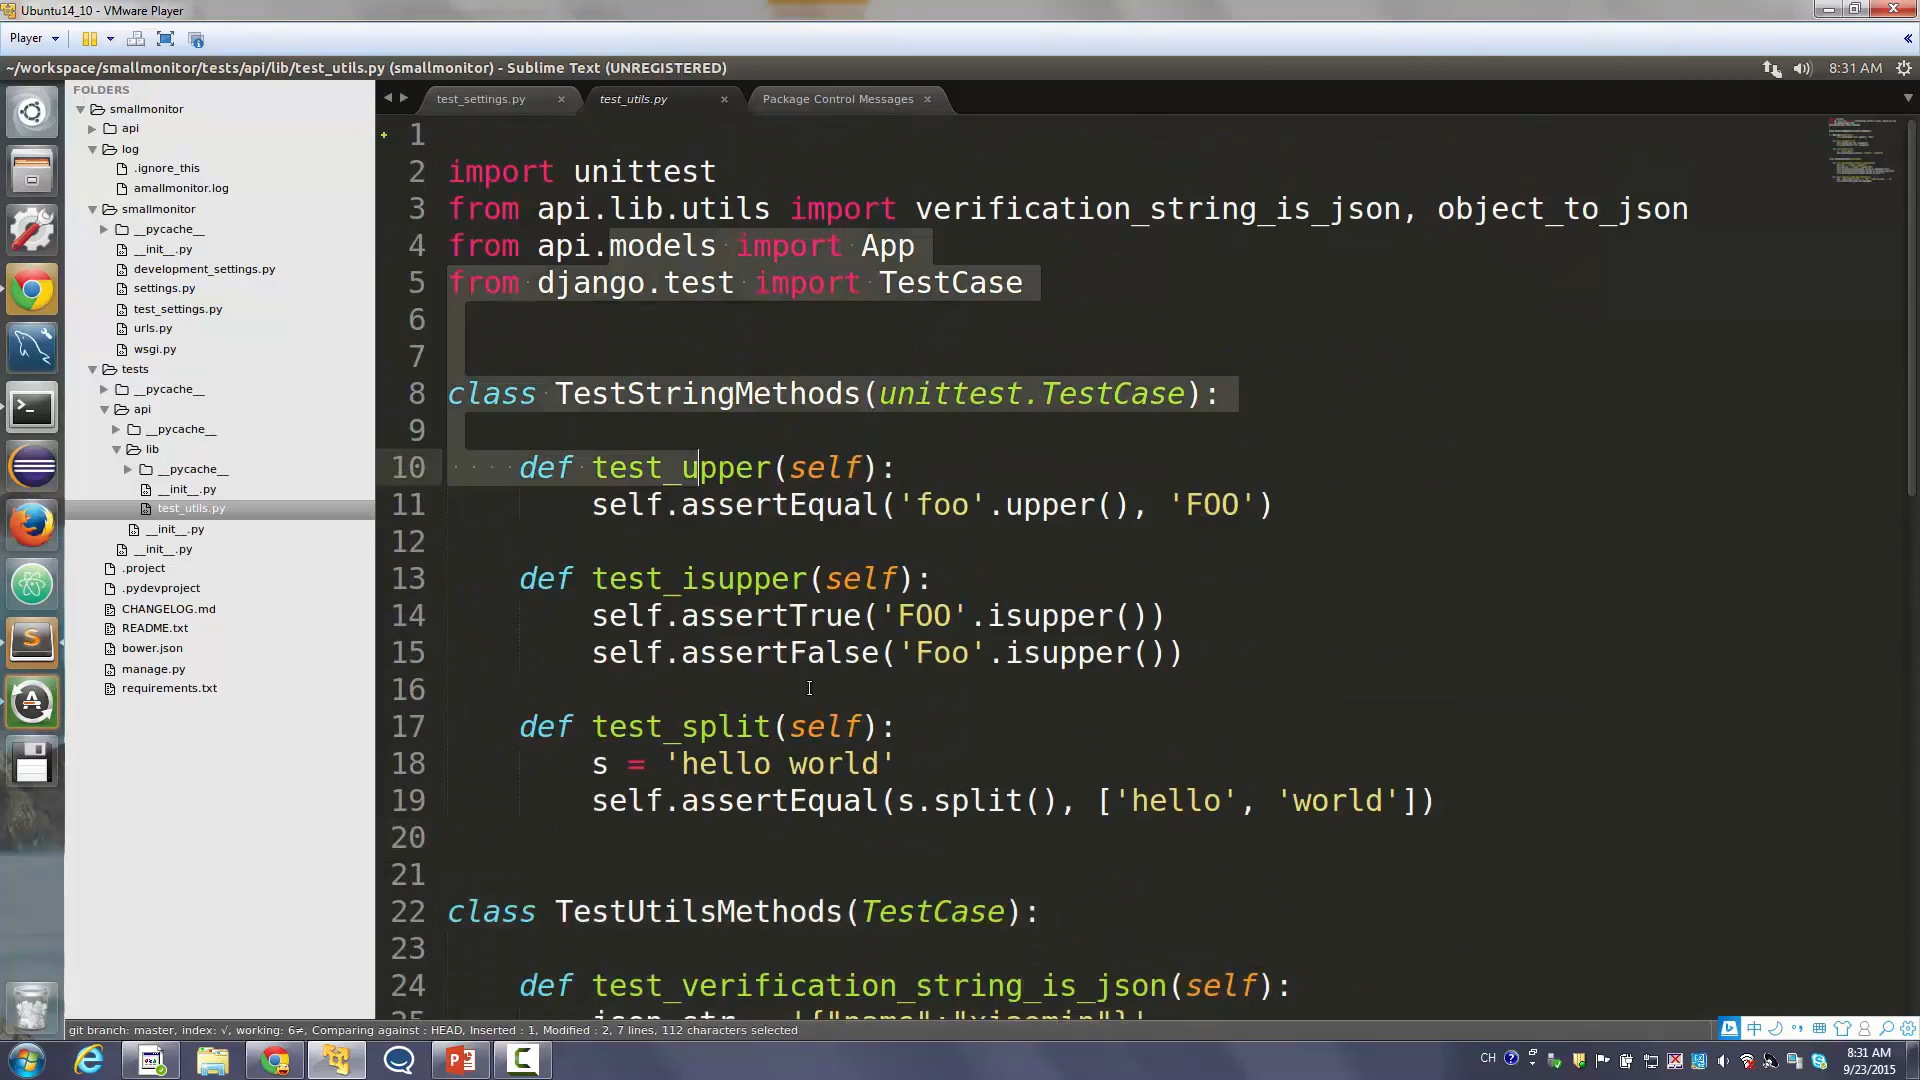 Ubuntu14_10 - VMware Player
Player
~/workspace/smallmonitor/tests/api/lib/test_utils.py (smallmonitor) - Sublime Text (UNREGISTERED)
8:31 AM
FOLDERS
smallmonitor
api
log
.ignore_this
amallmonitor.log
smallmonitor
__pycache__
__init__.py
development_settings.py
settings.py
test_settings.py
urls.py
wsgi.py
tests
__pycache__
api
__pycache__
lib
__pycache__
__init__.py
test_utils.py
__init__.py
__init__.py
.project
.pydevproject
CHANGELOG.md
README.txt
bower.json
manage.py
requirements.txt
test_settings.py
test_utils.py
Package Control Messages
1
2 import unittest
3 from api.lib.utils import verification_string_is_json, object_to_json
4 from api.models import App
5 from django.test import TestCase
6
7
8 class TestStringMethods(unittest.TestCase):
9
10 def test_upper(self):
11 self.assertEqual('foo'.upper(), 'FOO')
12
13 def test_isupper(self):
14 self.assertTrue('FOO'.isupper())
15 self.assertFalse('Foo'.isupper())
16
17 def test_split(self):
18 s = 'hello world'
19 self.assertEqual(s.split(), ['hello', 'world'])
20
21
22 class TestUtilsMethods(TestCase):
23
24 def test_verification_string_is_json(self):
25 json_str = '{"name":"xiaomin"}'
git branch: master, index: √, working: 6≠, Comparing against : HEAD, Inserted : 1, Modified : 2, 7 lines, 112 characters selected
中
CH
8:31 AM
9/23/2015